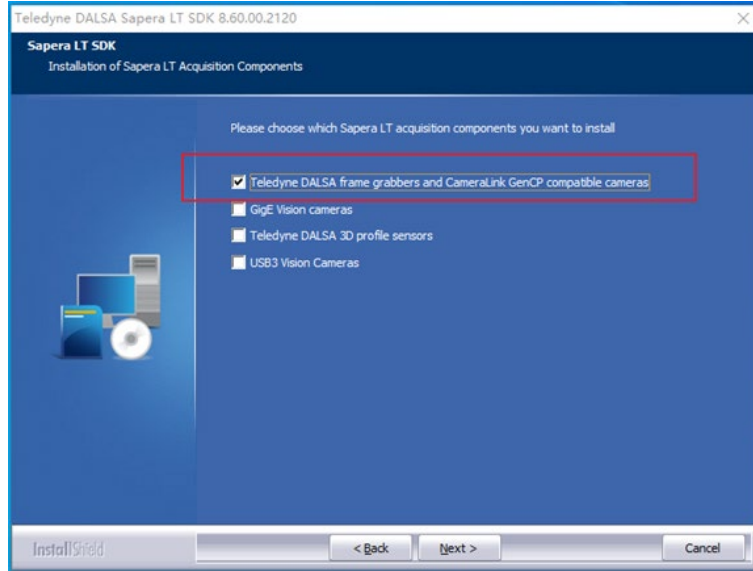 Teledyne DALSA Sapera LT SDK 8.60.00.2120
Sapera LT SDK
Installation of Sapera LT Acquisition Components
Please choose which Sapera LT acquisition components you want to install
Teledyne DALSA frame grabbers and CameraLink GenCP compatible cameras
GigE Vision cameras
Teledyne DALSA 3D profile sensors
USB3 Vision Cameras
InstallShield
< Back
Next >
Cancel